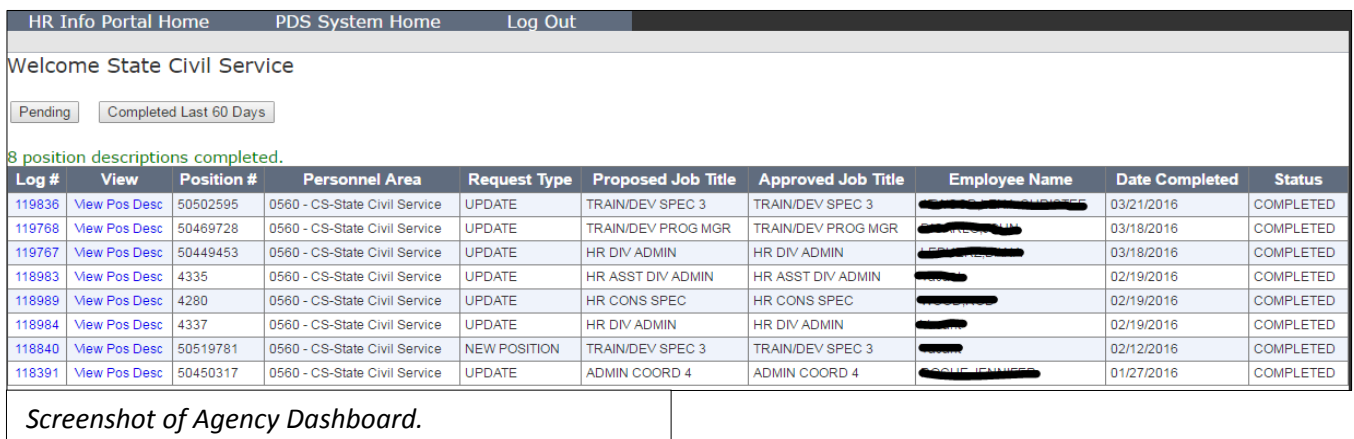 HR Info Portal Home PDS System Home Log Out
Welcome State Civil Service
Pending Completed Last 60 Days
8 position descriptions completed.
Log # View Position # Personnel Area Request Type Proposed Job Title Approved Job Title Employee Name Date Completed Status
119836 View Pos Desc 50502595 0560 - CS-State Civil Service UPDATE TRAIN/DEV SPEC 3 TRAIN/DEV SPEC 3 03/21/2016 COMPLETED
119768 View Pos Desc 50469728 0560 - CS-State Civil Service UPDATE TRAIN/DEV PROG MGR TRAIN/DEV PROG MGR 03/18/2016 COMPLETED
119767 View Pos Desc 50449453 0560 - CS-State Civil Service UPDATE HR DIV ADMIN HR DIV ADMIN 03/18/2016 COMPLETED
118983 View Pos Desc 4335 0560 - CS-State Civil Service UPDATE HR ASST DIV ADMIN HR ASST DIV ADMIN 02/19/2016 COMPLETED
118989 View Pos Desc 4280 0560 - CS-State Civil Service UPDATE HR CONS SPEC HR CONS SPEC 02/19/2016 COMPLETED
118984 View Pos Desc 4337 0560 - CS-State Civil Service UPDATE HR DIV ADMIN HR DIV ADMIN 02/19/2016 COMPLETED
118840 View Pos Desc 50519781 0560 - CS-State Civil Service NEW POSITION TRAIN/DEV SPEC 3 TRAIN/DEV SPEC 3 02/12/2016 COMPLETED
118391 View Pos Desc 50450317 0560 - CS-State Civil Service UPDATE ADMIN COORD 4 ADMIN COORD 4 01/27/2016 COMPLETED
Screenshot of Agency Dashboard.